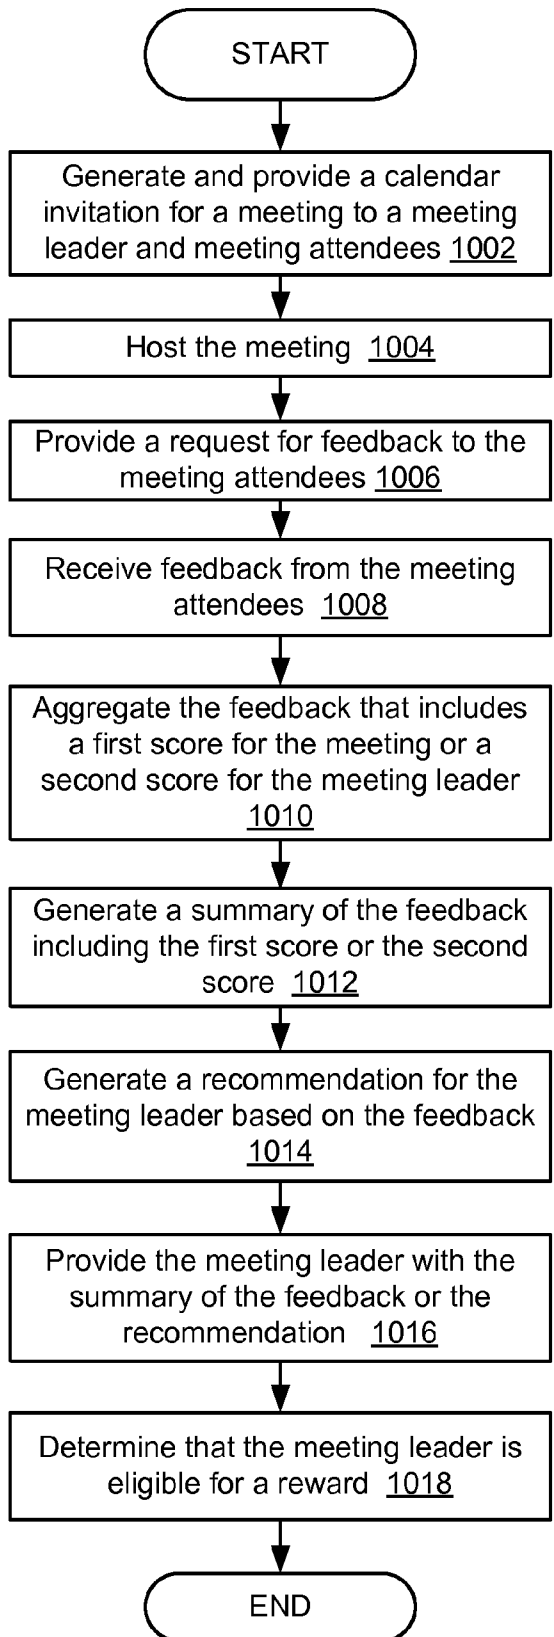 START
Generate and provide a calendar
invitation for a meeting to a meeting
leader and meeting attendees 1002
Host the meeting 1004
Provide a request for feedback to the
meeting attendees 1006
Receive feedback from the meeting
attendees 1008
Aggregate the feedback that includes
a first score for the meeting or a
second score for the meeting leader
1010
Generate a summary of the feedback
including the first score or the second
score 1012
Generate a recommendation for the
meeting leader based on the feedback
1014
Provide the meeting leader with the
summary of the feedback or the
recommendation 1016
Determine that the meeting leader is
eligible for a reward 1018
END